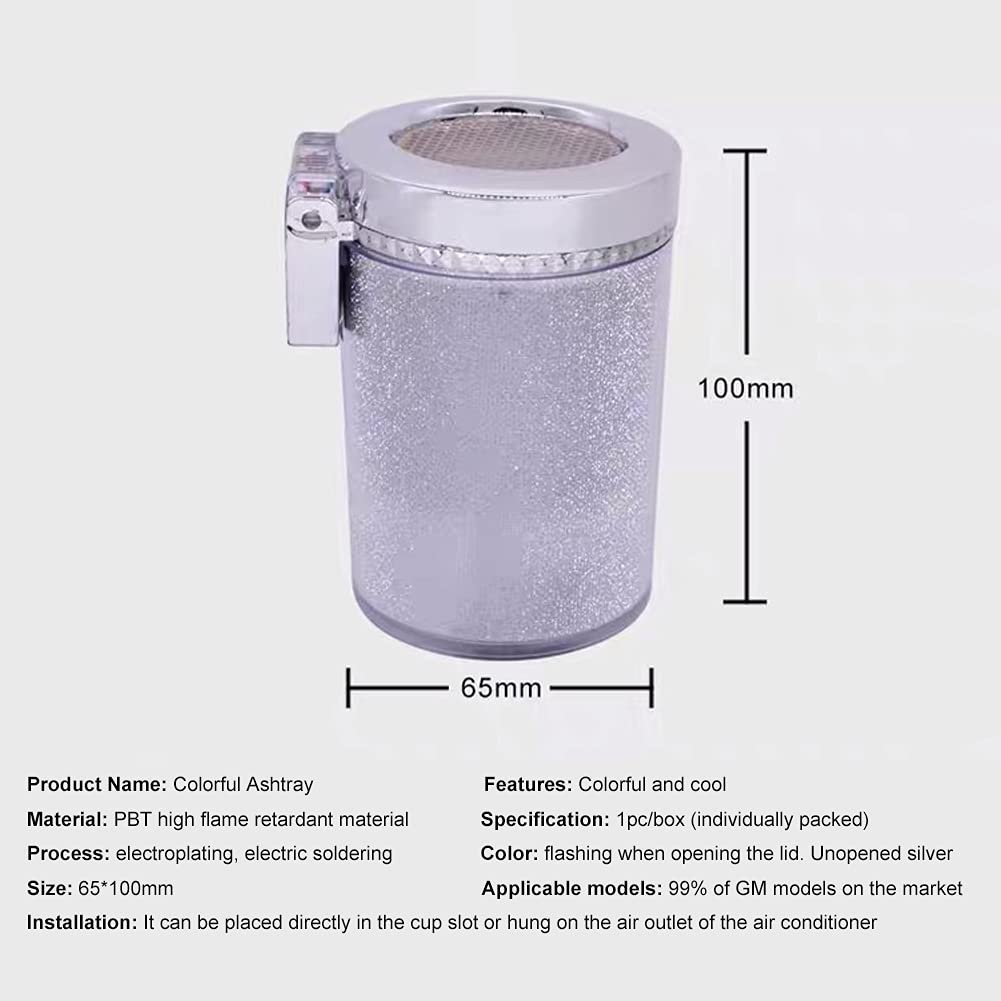 100mm
65mm
Product Name: Colorful Ashtray
Features: Colorful and cool
Material: PBT high flame retardant material
Specification: 1pc/box (individually packed)
Process: electroplating, electric soldering
Color: flashing when opening the lid. Unopened silver
Size: 65*100mm
Applicable models: 99% of GM models on the market
Installation: It can be placed directly in the cup slot or hung on the air outlet of the air conditioner